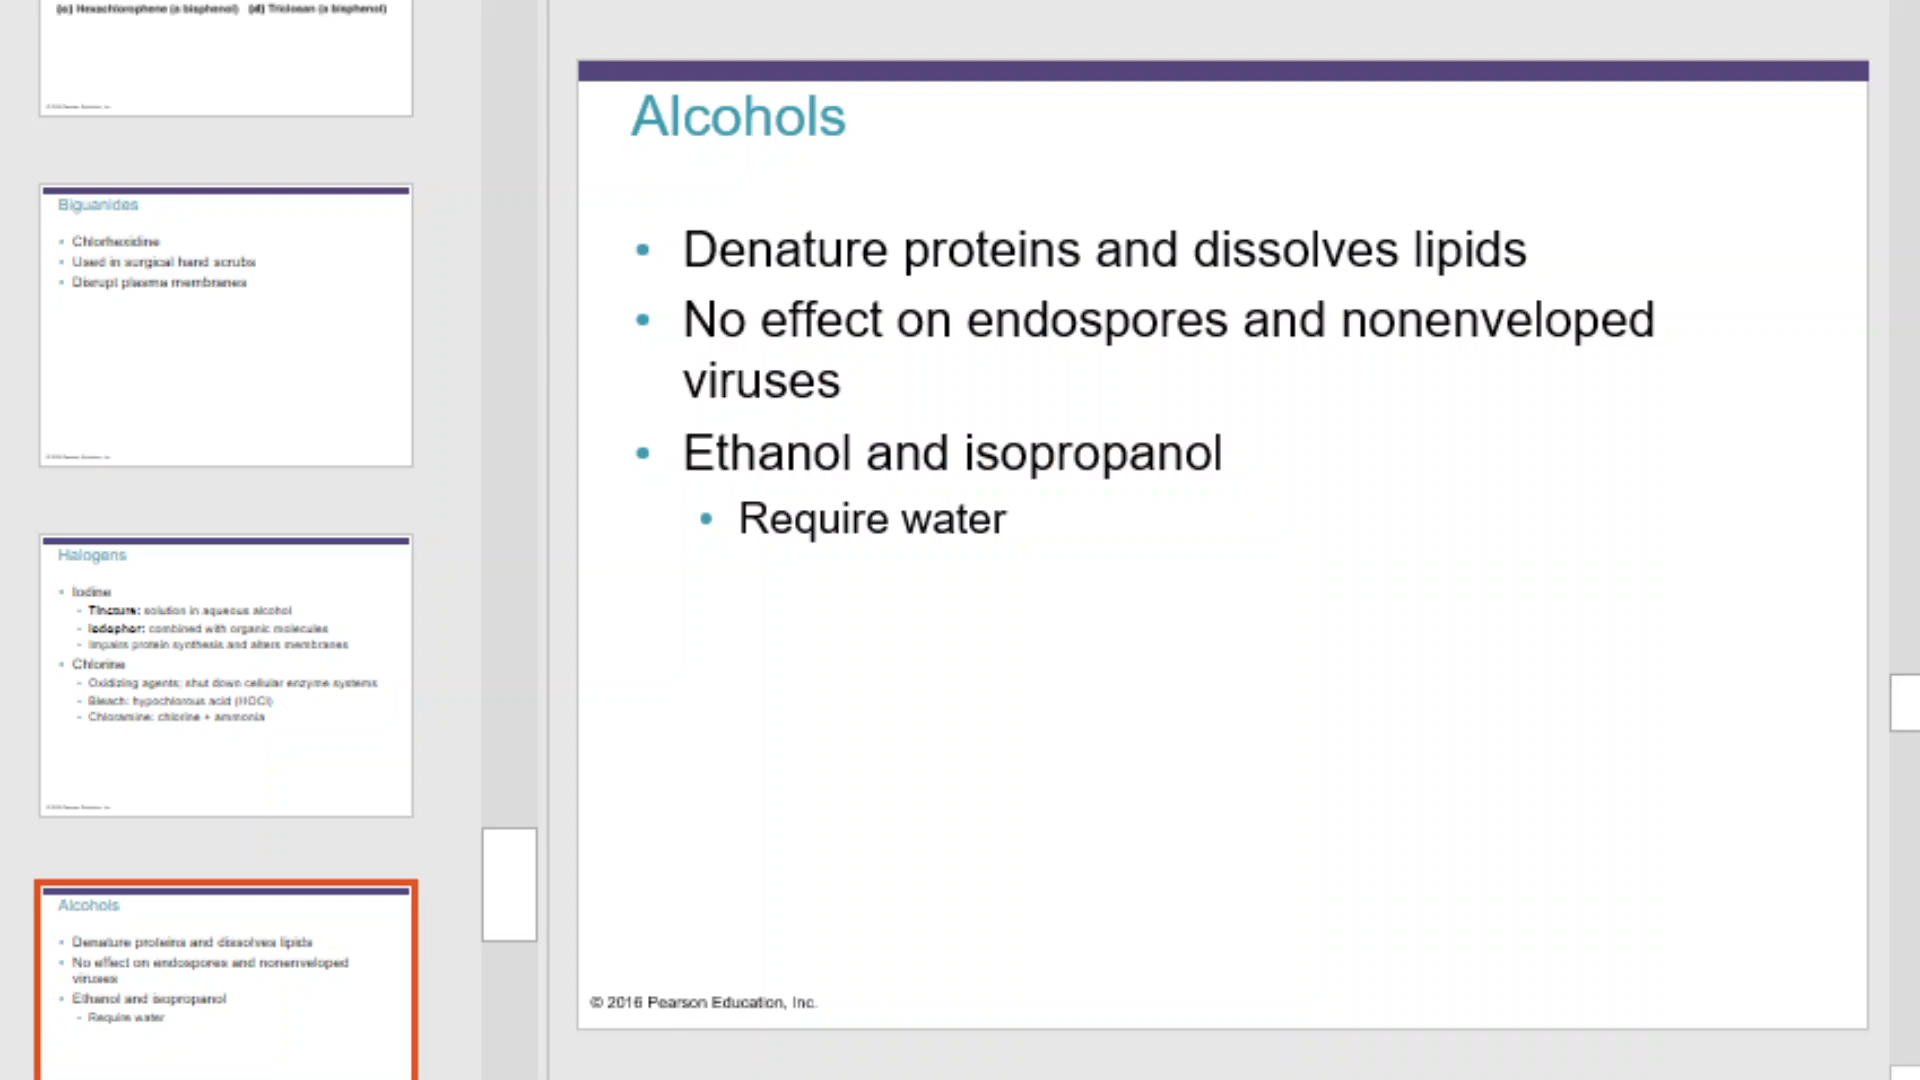 (c) Hexachlorophene (a bisphenol) (d) Triclosan (a bisphenol)
Biguanides
• Chlorhexidine
• Used in surgical hand scrubs
• Disrupt plasma membranes
Halogens
• Iodine
- Tincture: solution in aqueous alcohol
- Iodophor: combined with organic molecules
- Impairs protein synthesis and alters membranes
• Chlorine
- Oxidizing agents; shut down cellular enzyme systems
- Bleach: hypochlorous acid (HOCl)
- Chloramine: chlorine + ammonia
Alcohols
• Denature proteins and dissolves lipids
• No effect on endospores and nonenveloped
viruses
• Ethanol and isopropanol
- Require water
Alcohols
• Denature proteins and dissolves lipids
• No effect on endospores and nonenveloped
viruses
• Ethanol and isopropanol
• Require water
© 2016 Pearson Education, Inc.